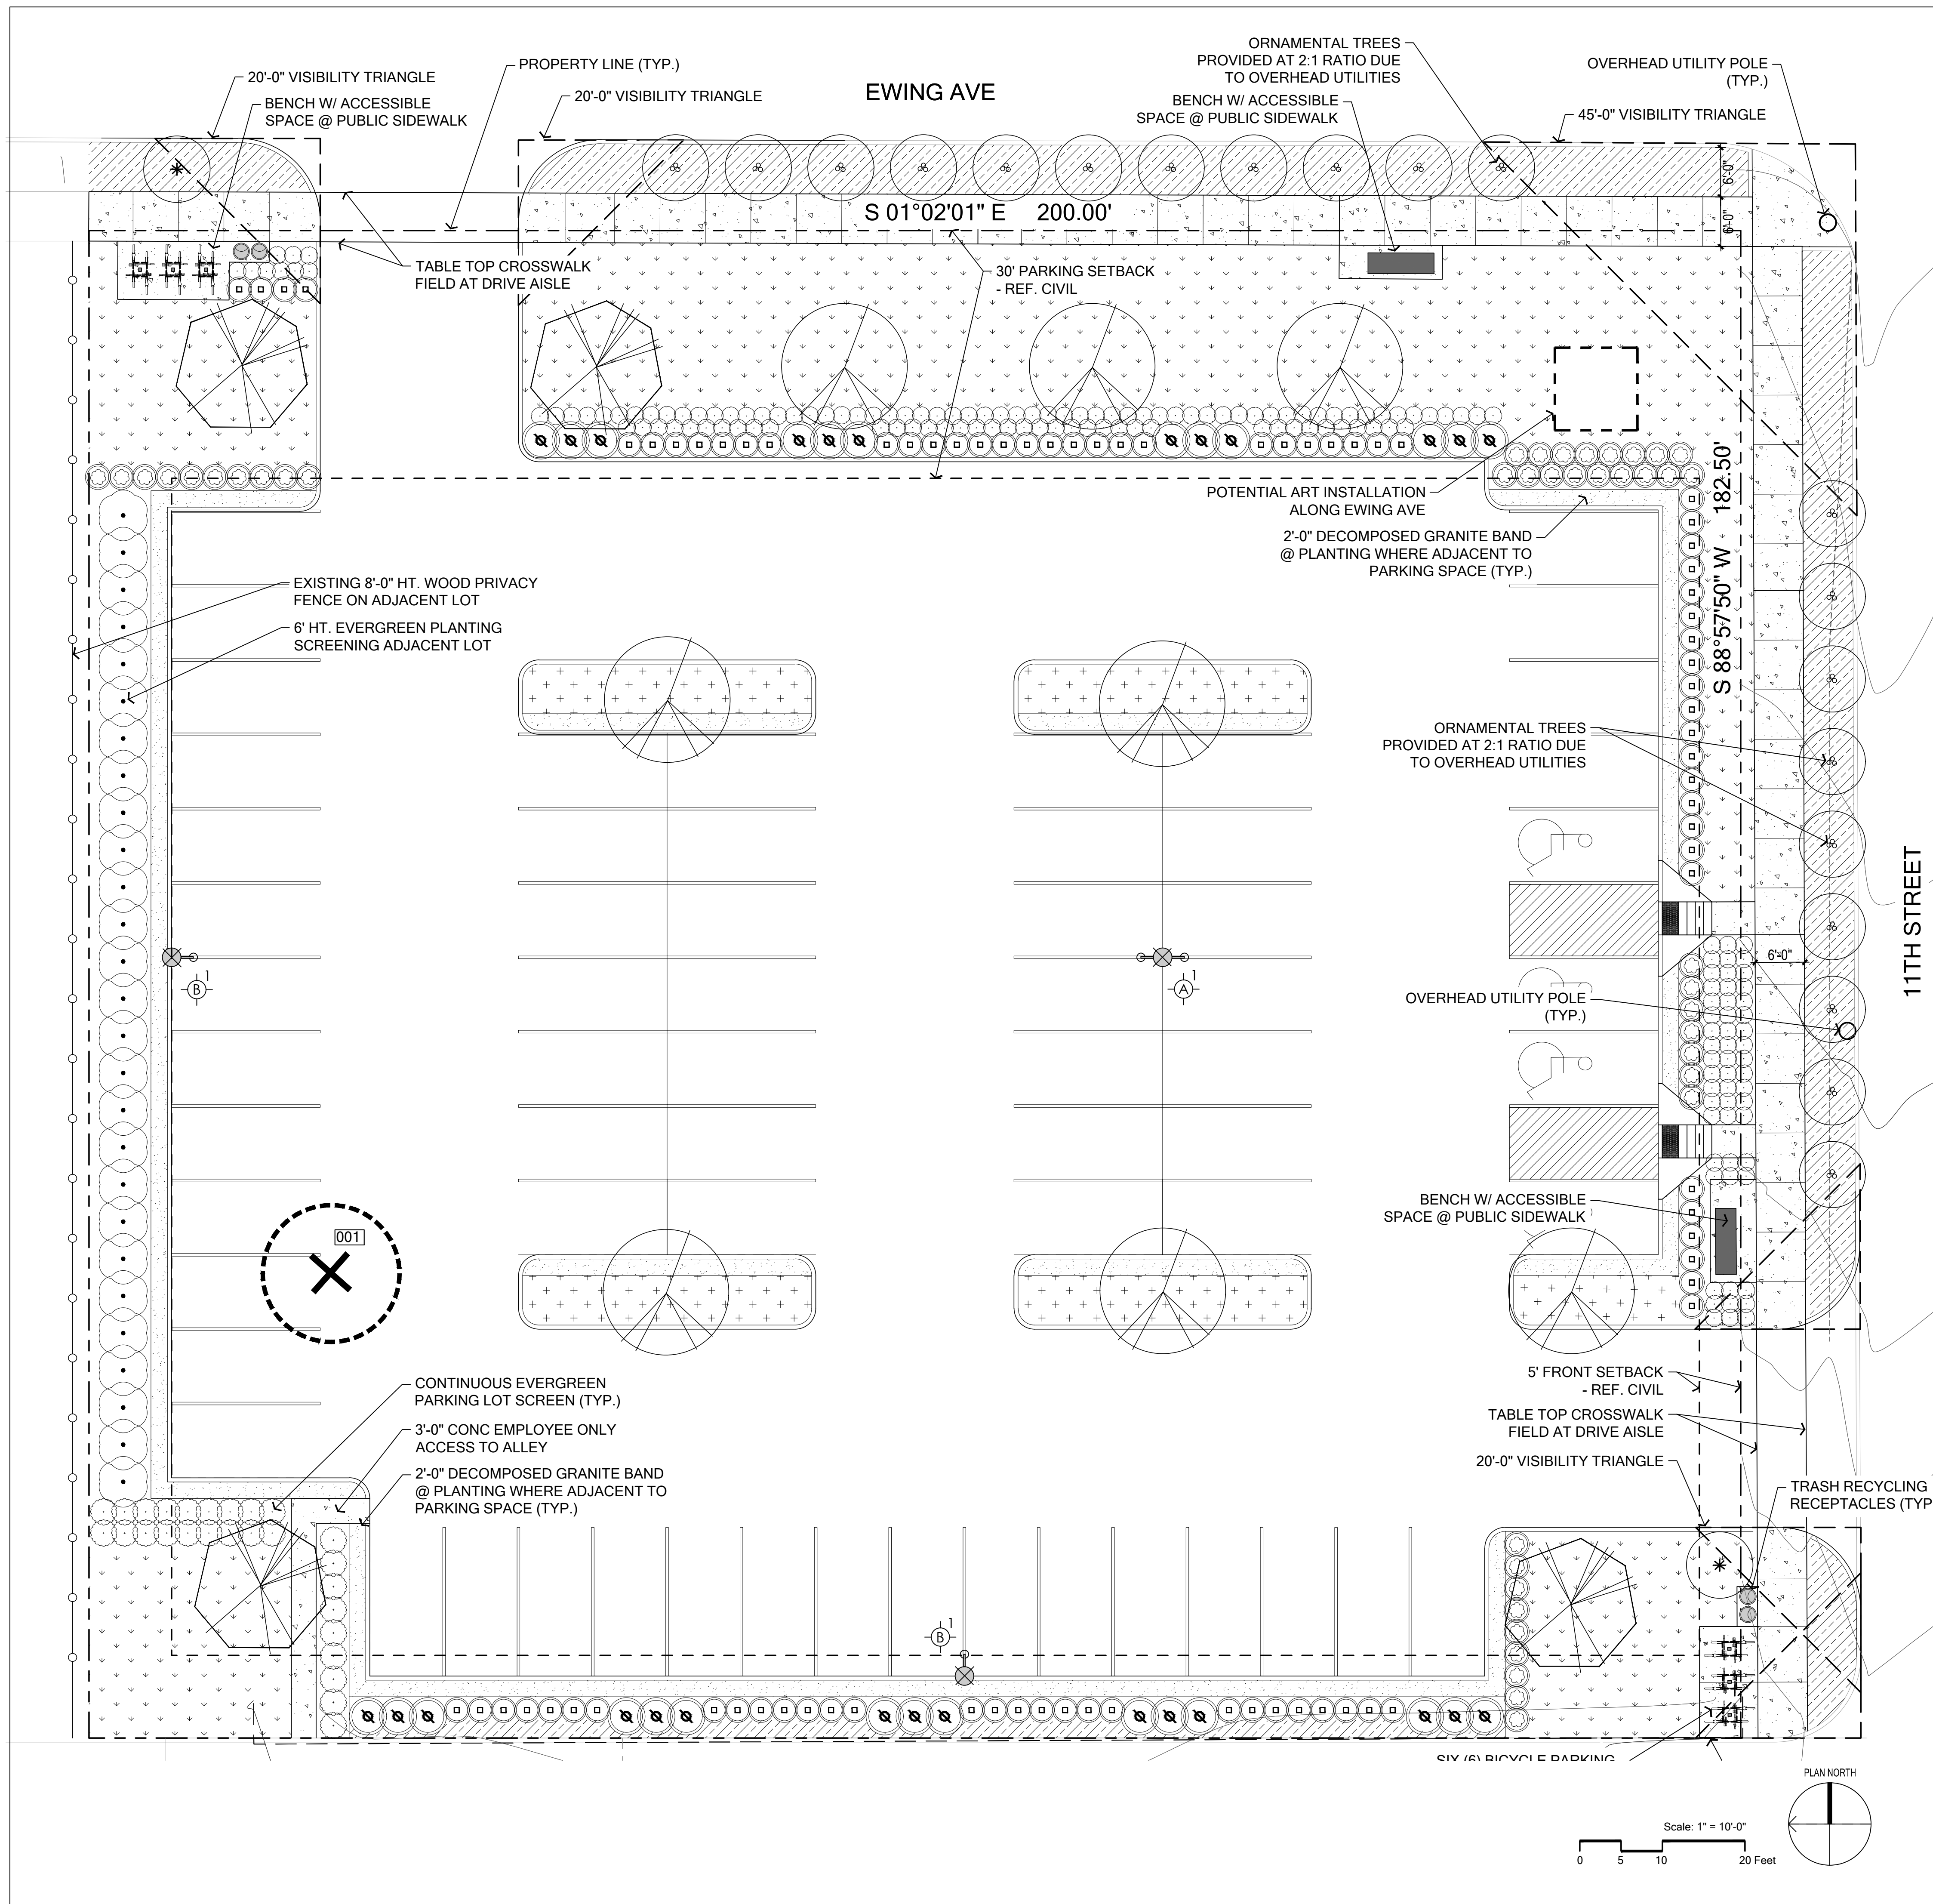 ORNAMENTAL TREES
PROVIDED AT 2:1 RATIO DUE
TO OVERHEAD UTILITIES
PROPERTY LINE (TYP.)
20'-0" VISIBILITY TRIANGLE
OVERHEAD UTILITY POLE
(TYP.)
EWING AVE
20'-0" VISIBILITY TRIANGLE
BENCH W/ ACCESSIBLE
SPACE @ PUBLIC SIDEWALK
BENCH W/ ACCESSIBLE
SPACE @ PUBLIC SIDEWALK
45'-0" VISIBILITY TRIANGLE
6'-0"
6'-0"
S 01°02'01" E 200.00'
TABLE TOP CROSSWALK
FIELD AT DRIVE AISLE
30' PARKING SETBACK
- REF. CIVIL
S 88°57'50" W 182.50'
POTENTIAL ART INSTALLATION
ALONG EWING AVE
2'-0" DECOMPOSED GRANITE BAND
@ PLANTING WHERE ADJACENT TO
PARKING SPACE (TYP.)
EXISTING 8'-0" HT. WOOD PRIVACY
FENCE ON ADJACENT LOT
6' HT. EVERGREEN PLANTING
SCREENING ADJACENT LOT
ORNAMENTAL TREES
PROVIDED AT 2:1 RATIO DUE
TO OVERHEAD UTILITIES
11TH STREET
6'-0"
1
B
1
A
OVERHEAD UTILITY POLE
(TYP.)
BENCH W/ ACCESSIBLE
SPACE @ PUBLIC SIDEWALK
001
5' FRONT SETBACK
- REF. CIVIL
CONTINUOUS EVERGREEN
PARKING LOT SCREEN (TYP.)
TABLE TOP CROSSWALK
FIELD AT DRIVE AISLE
3'-0" CONC EMPLOYEE ONLY
ACCESS TO ALLEY
20'-0" VISIBILITY TRIANGLE
2'-0" DECOMPOSED GRANITE BAND
@ PLANTING WHERE ADJACENT TO
PARKING SPACE (TYP.)
TRASH RECYCLING
RECEPTACLES (TYP
1
B
SIX (6) BICYCLE PARKING
PLAN NORTH
Scale: 1" = 10'-0"
0 5 10 20 Feet